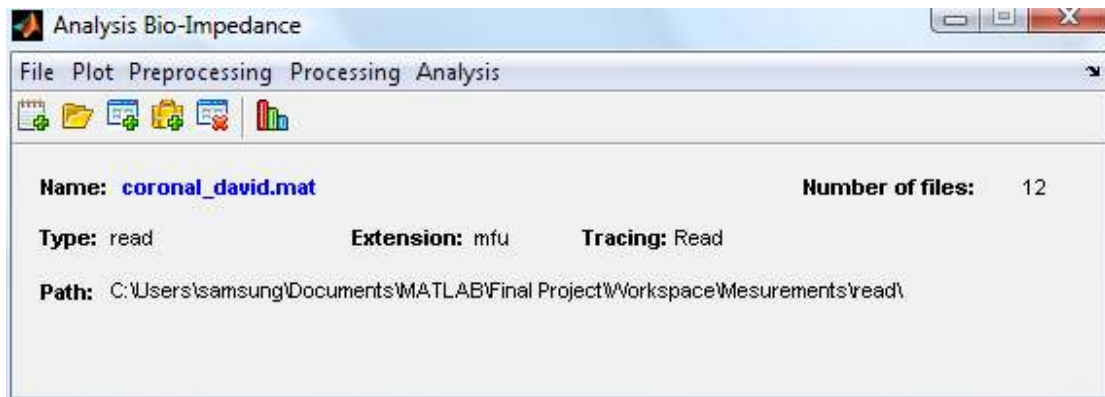 Analysis Bio-Impedance
File Plot Preprocessing Processing Analysis
Name: coronal_david.mat Number of files: 12
Type: read Extension: mfu Tracing: Read
Path: C:\Users\samsung\Documents\MATLAB\Final Project\Workspace\Mesurements\read\